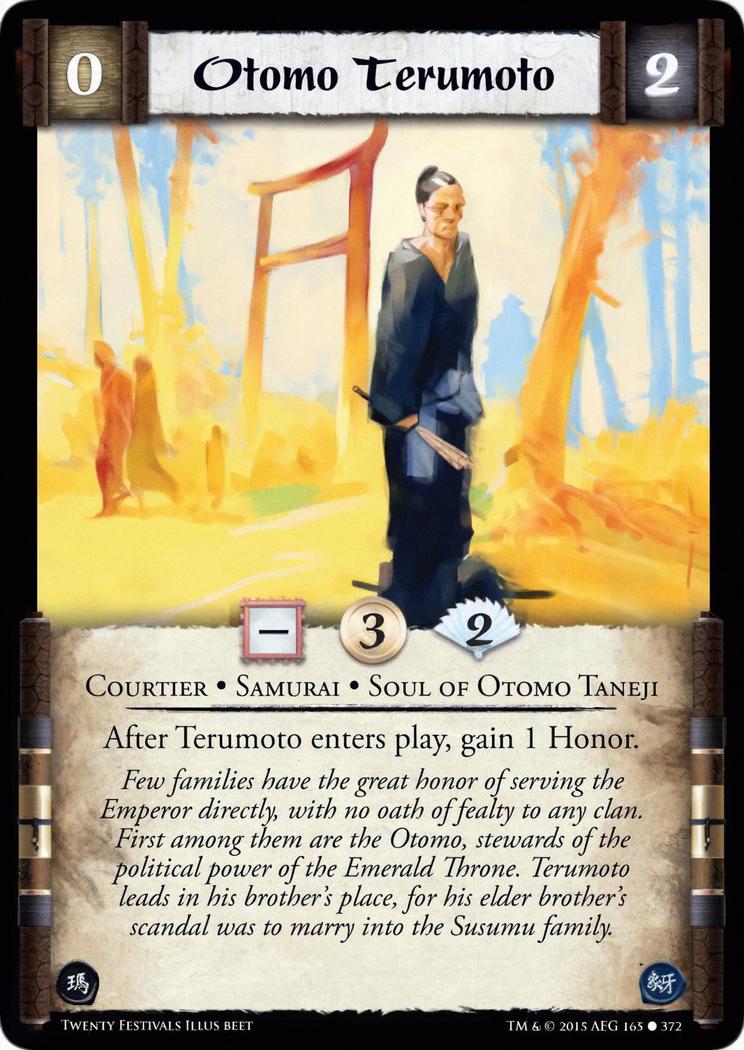 0
Otomo Terumoto
2
–
3
2
Courtier • Samurai • Soul of Otomo Taneji
After Terumoto enters play, gain 1 Honor.
Few families have the great honor of serving the
Emperor directly, with no oath of fealty to any clan.
First among them are the Otomo, stewards of the
political power of the Emerald Throne. Terumoto
leads in his brother's place, for his elder brother's
scandal was to marry into the Susumu family.
Twenty Festivals Illus BEET
TM & © 2015 AEG 163 ● 372